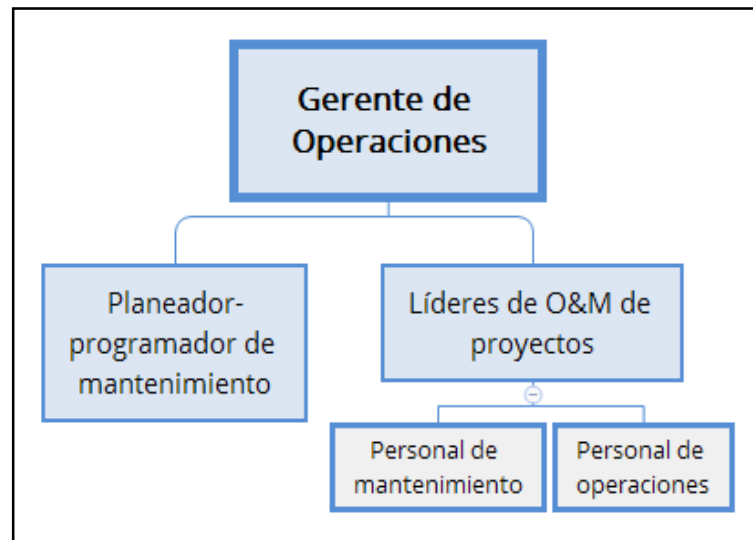 Gerente de
Operaciones
Planeador-
programador de
mantenimiento
Líderes de O&M de
proyectos
Personal de
mantenimiento
Personal de
operaciones